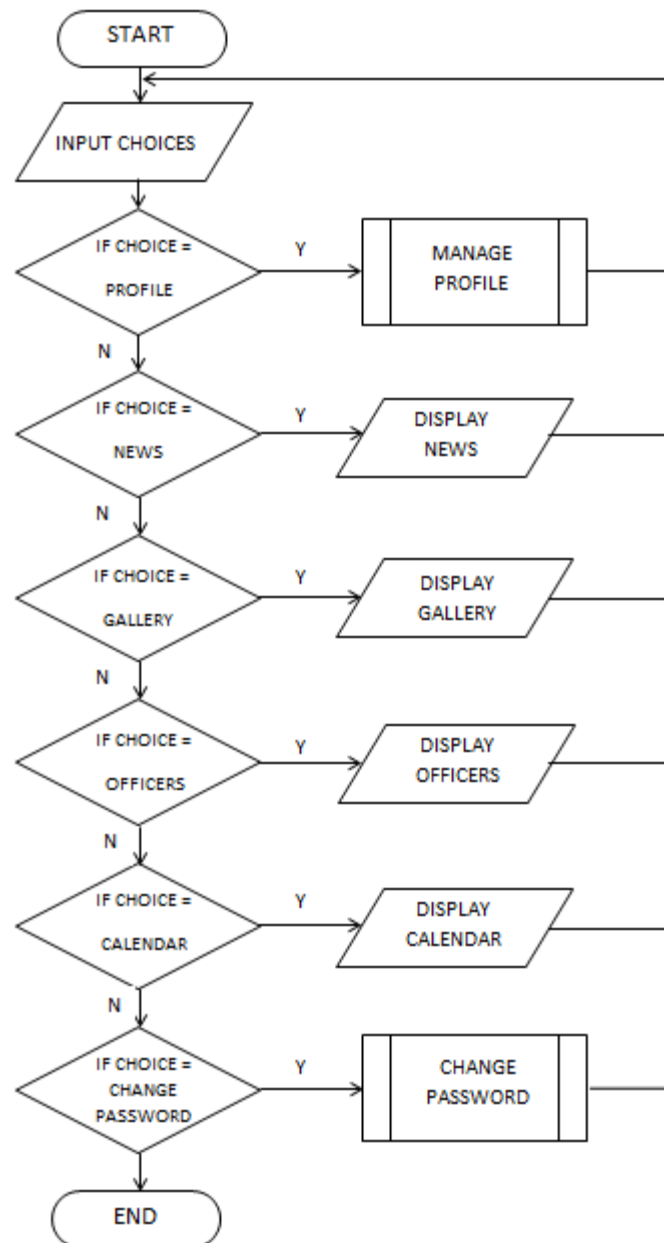 START
INPUT CHOICES
IF CHOICE =
PROFILE
Y
MANAGE
PROFILE
N
IF CHOICE =
NEWS
Y
DISPLAY
NEWS
N
IF CHOICE =
GALLERY
Y
DISPLAY
GALLERY
N
IF CHOICE =
OFFICERS
Y
DISPLAY
OFFICERS
N
IF CHOICE =
CALENDAR
Y
DISPLAY
CALENDAR
N
IF CHOICE =
CHANGE
PASSWORD
Y
CHANGE
PASSWORD
END